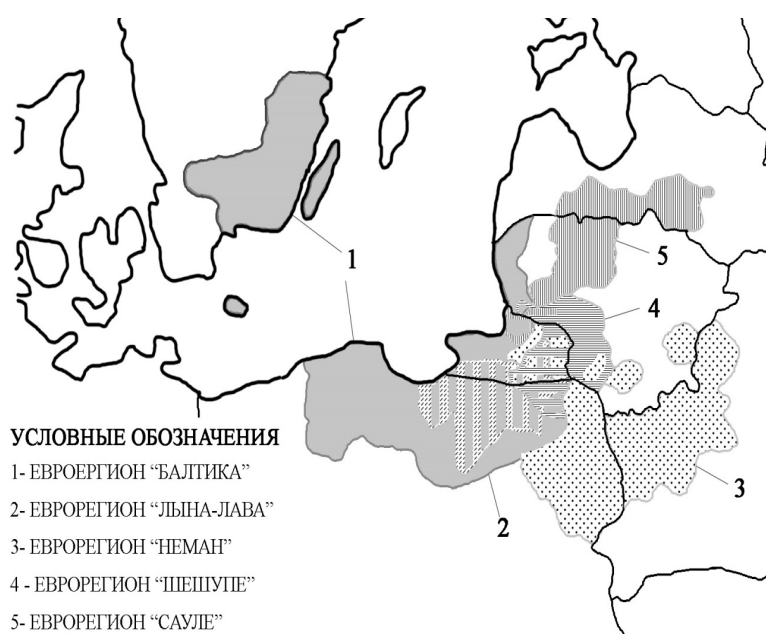 1
5
4
3
2
УСЛОВНЫЕ ОБОЗНАЧЕНИЯ
1- ЕВРОЕРГИОН “БАЛТИКА”
2- ЕВРОРЕГИОН “ЛЫНА-ЛАВА”
3- ЕВРОРЕГИОН “НЕМАН”
4 - ЕВРОРЕГИОН “ШЕШУПЕ”
5- ЕВРОРЕГИОН “САУЛЕ”